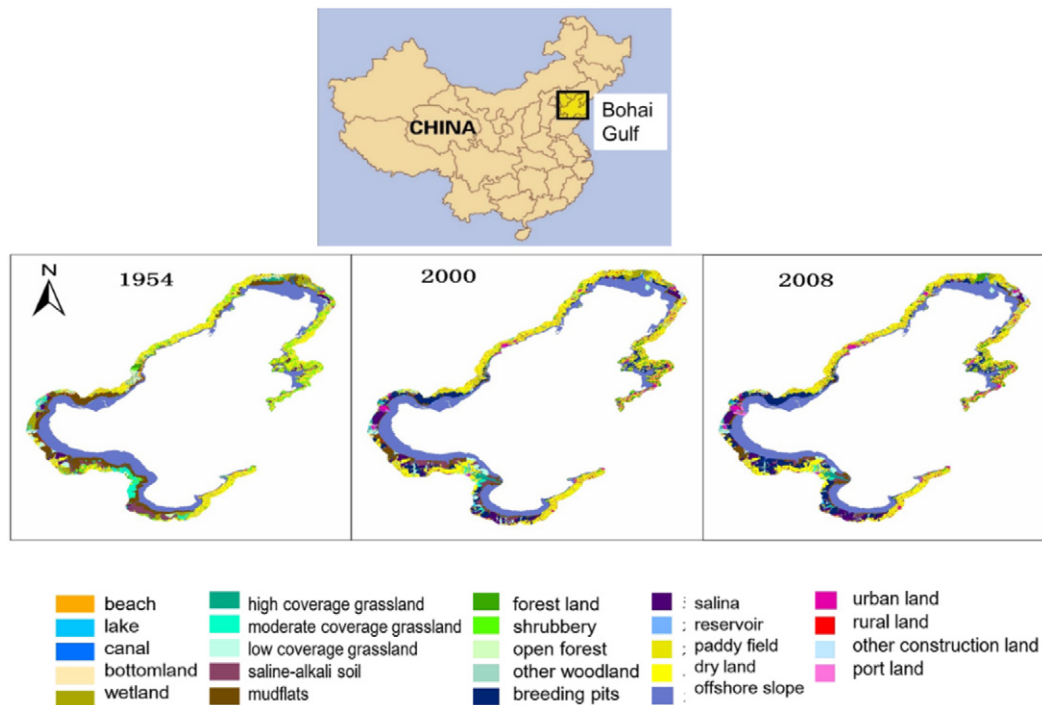 CHINA
Bohai
Gulf
N
1954
2000
2008
beach
lake
canal
bottomland
wetland
high coverage grassland
moderate coverage grassland
low coverage grassland
saline-alkali soil
mudflats
forest land
shrubbery
open forest
other woodland
breeding pits
salina
reservoir
paddy field
dry land
offshore slope
urban land
rural land
other construction land
port land